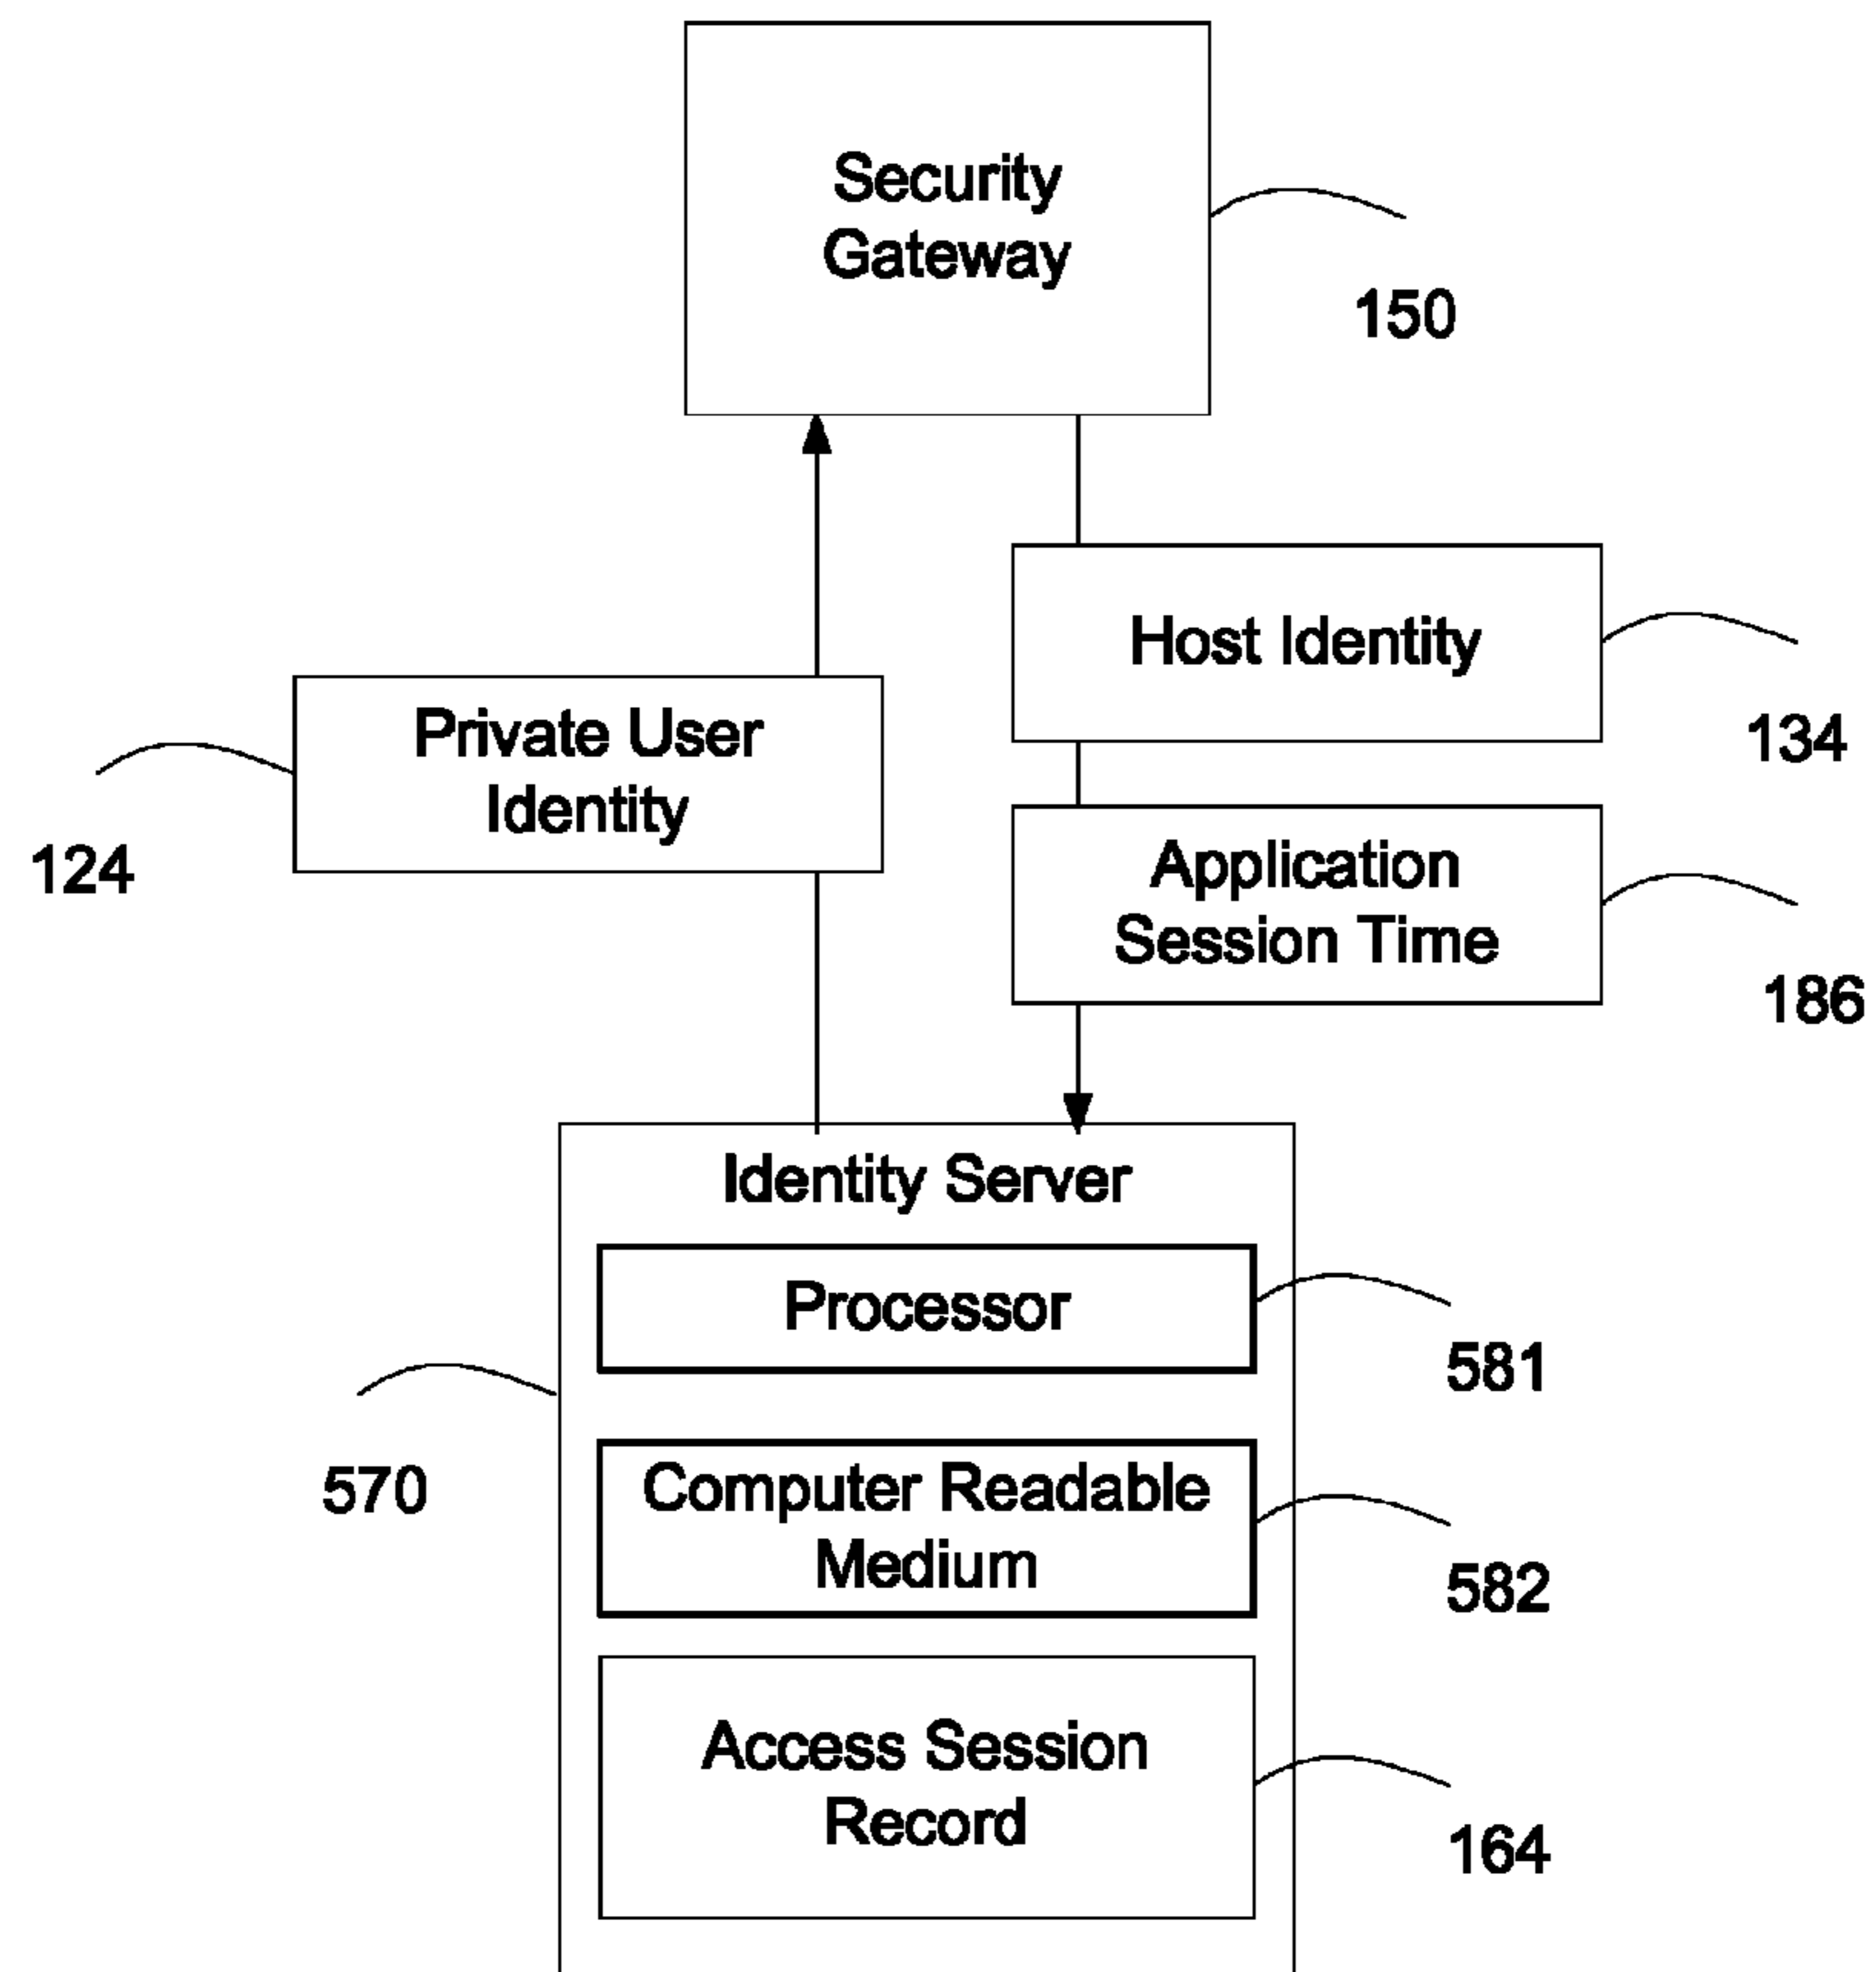 Security
Gateway
150
Host Identity
134
Private User
Identity
124
Application
Session Time
186
Identity Server
Processor
581
570
Computer Readable
Medium
582
Access Session
Record
164